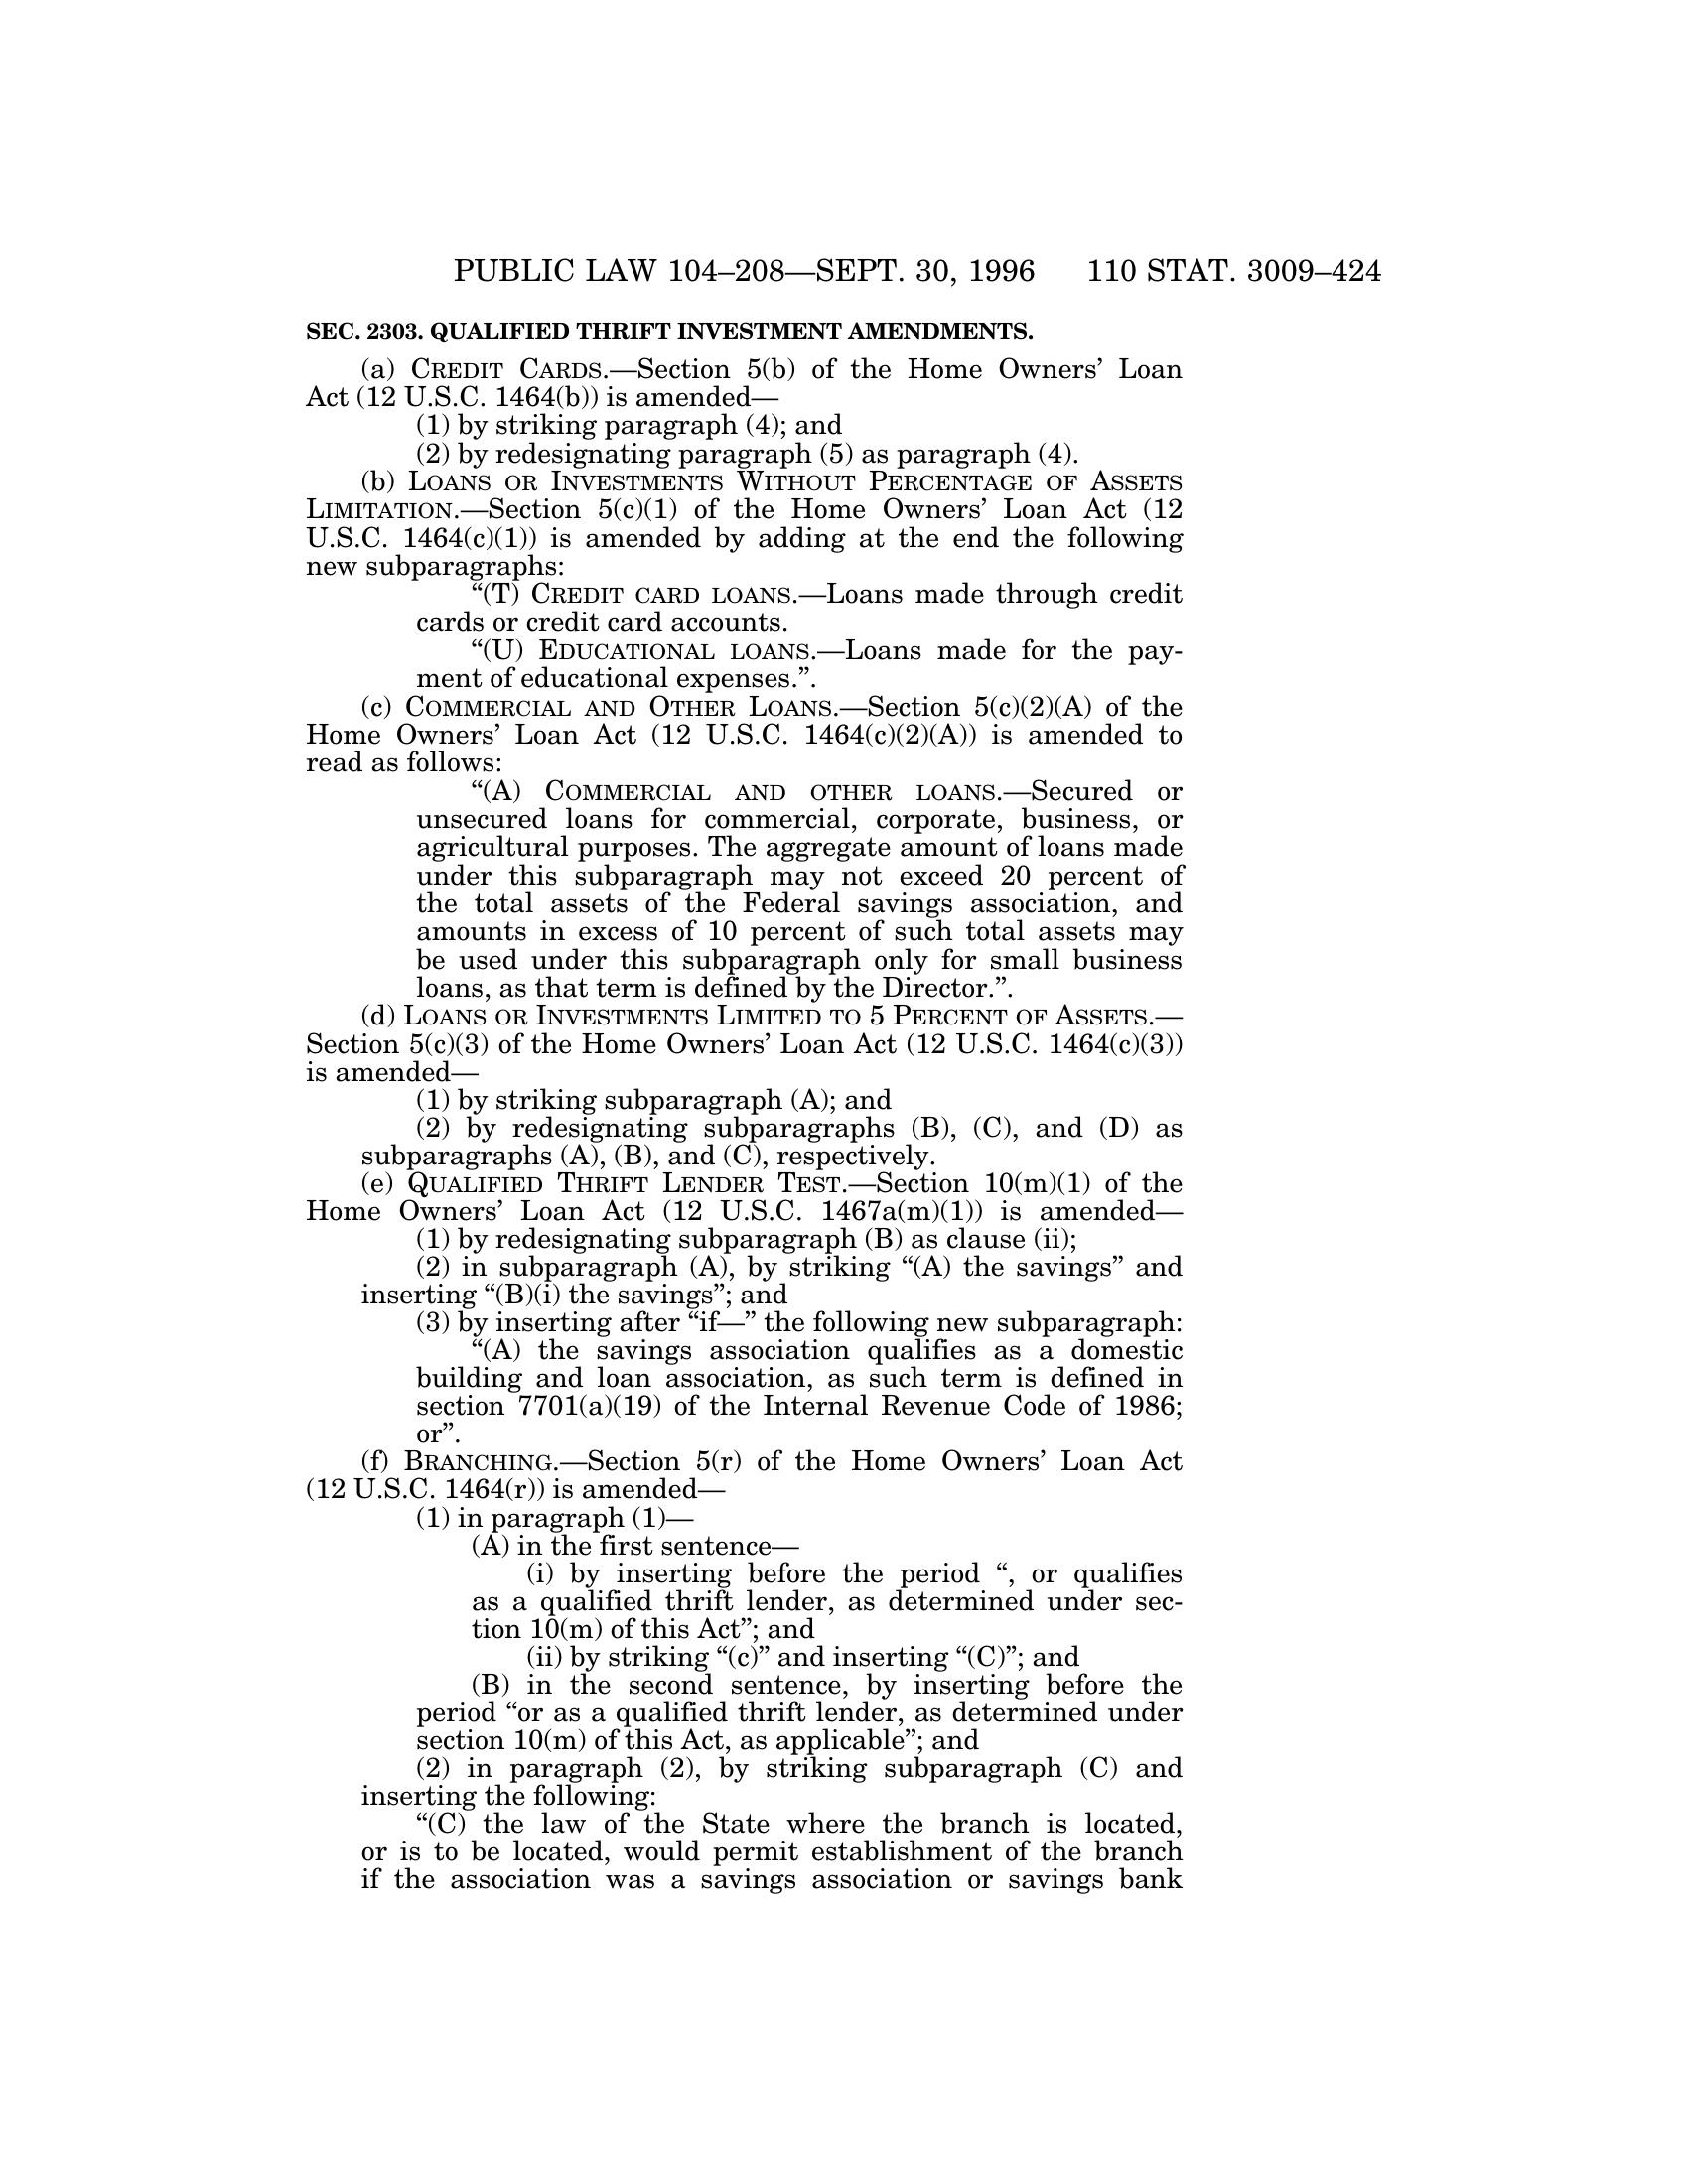 PUBLIC LAW 104–208—SEPT. 30, 1996 110 STAT. 3009–424
SEC. 2303. QUALIFIED THRIFT INVESTMENT AMENDMENTS.
(a) CREDIT CARDS.—Section 5(b) of the Home Owners’ Loan
Act (12 U.S.C. 1464(b)) is amended—
(1) by striking paragraph (4); and
(2) by redesignating paragraph (5) as paragraph (4).
(b) LOANS OR INVESTMENTS WITHOUT PERCENTAGE OF ASSETS
LIMITATION.—Section 5(c)(1) of the Home Owners’ Loan Act (12
U.S.C. 1464(c)(1)) is amended by adding at the end the following
new subparagraphs:
“(T) CREDIT CARD LOANS.—Loans made through credit
cards or credit card accounts.
“(U) EDUCATIONAL LOANS.—Loans made for the pay-
ment of educational expenses.”.
(c) COMMERCIAL AND OTHER LOANS.—Section 5(c)(2)(A) of the
Home Owners’ Loan Act (12 U.S.C. 1464(c)(2)(A)) is amended to
read as follows:
“(A) COMMERCIAL AND OTHER LOANS.—Secured or
unsecured loans for commercial, corporate, business, or
agricultural purposes. The aggregate amount of loans made
under this subparagraph may not exceed 20 percent of
the total assets of the Federal savings association, and
amounts in excess of 10 percent of such total assets may
be used under this subparagraph only for small business
loans, as that term is defined by the Director.”.
(d) LOANS OR INVESTMENTS LIMITED TO 5 PERCENT OF ASSETS.—
Section 5(c)(3) of the Home Owners’ Loan Act (12 U.S.C. 1464(c)(3))
is amended—
(1) by striking subparagraph (A); and
(2) by redesignating subparagraphs (B), (C), and (D) as
subparagraphs (A), (B), and (C), respectively.
(e) QUALIFIED THRIFT LENDER TEST.—Section 10(m)(1) of the
Home Owners’ Loan Act (12 U.S.C. 1467a(m)(1)) is amended—
(1) by redesignating subparagraph (B) as clause (ii);
(2) in subparagraph (A), by striking “(A) the savings” and
inserting “(B)(i) the savings”; and
(3) by inserting after “if—” the following new subparagraph:
“(A) the savings association qualifies as a domestic
building and loan association, as such term is defined in
section 7701(a)(19) of the Internal Revenue Code of 1986;
or”.
(f) BRANCHING.—Section 5(r) of the Home Owners’ Loan Act
(12 U.S.C. 1464(r)) is amended—
(1) in paragraph (1)—
(A) in the first sentence—
(i) by inserting before the period “, or qualifies
as a qualified thrift lender, as determined under sec-
tion 10(m) of this Act”; and
(ii) by striking “(c)” and inserting “(C)”; and
(B) in the second sentence, by inserting before the
period “or as a qualified thrift lender, as determined under
section 10(m) of this Act, as applicable”; and
(2) in paragraph (2), by striking subparagraph (C) and
inserting the following:
“(C) the law of the State where the branch is located,
or is to be located, would permit establishment of the branch
if the association was a savings association or savings bank